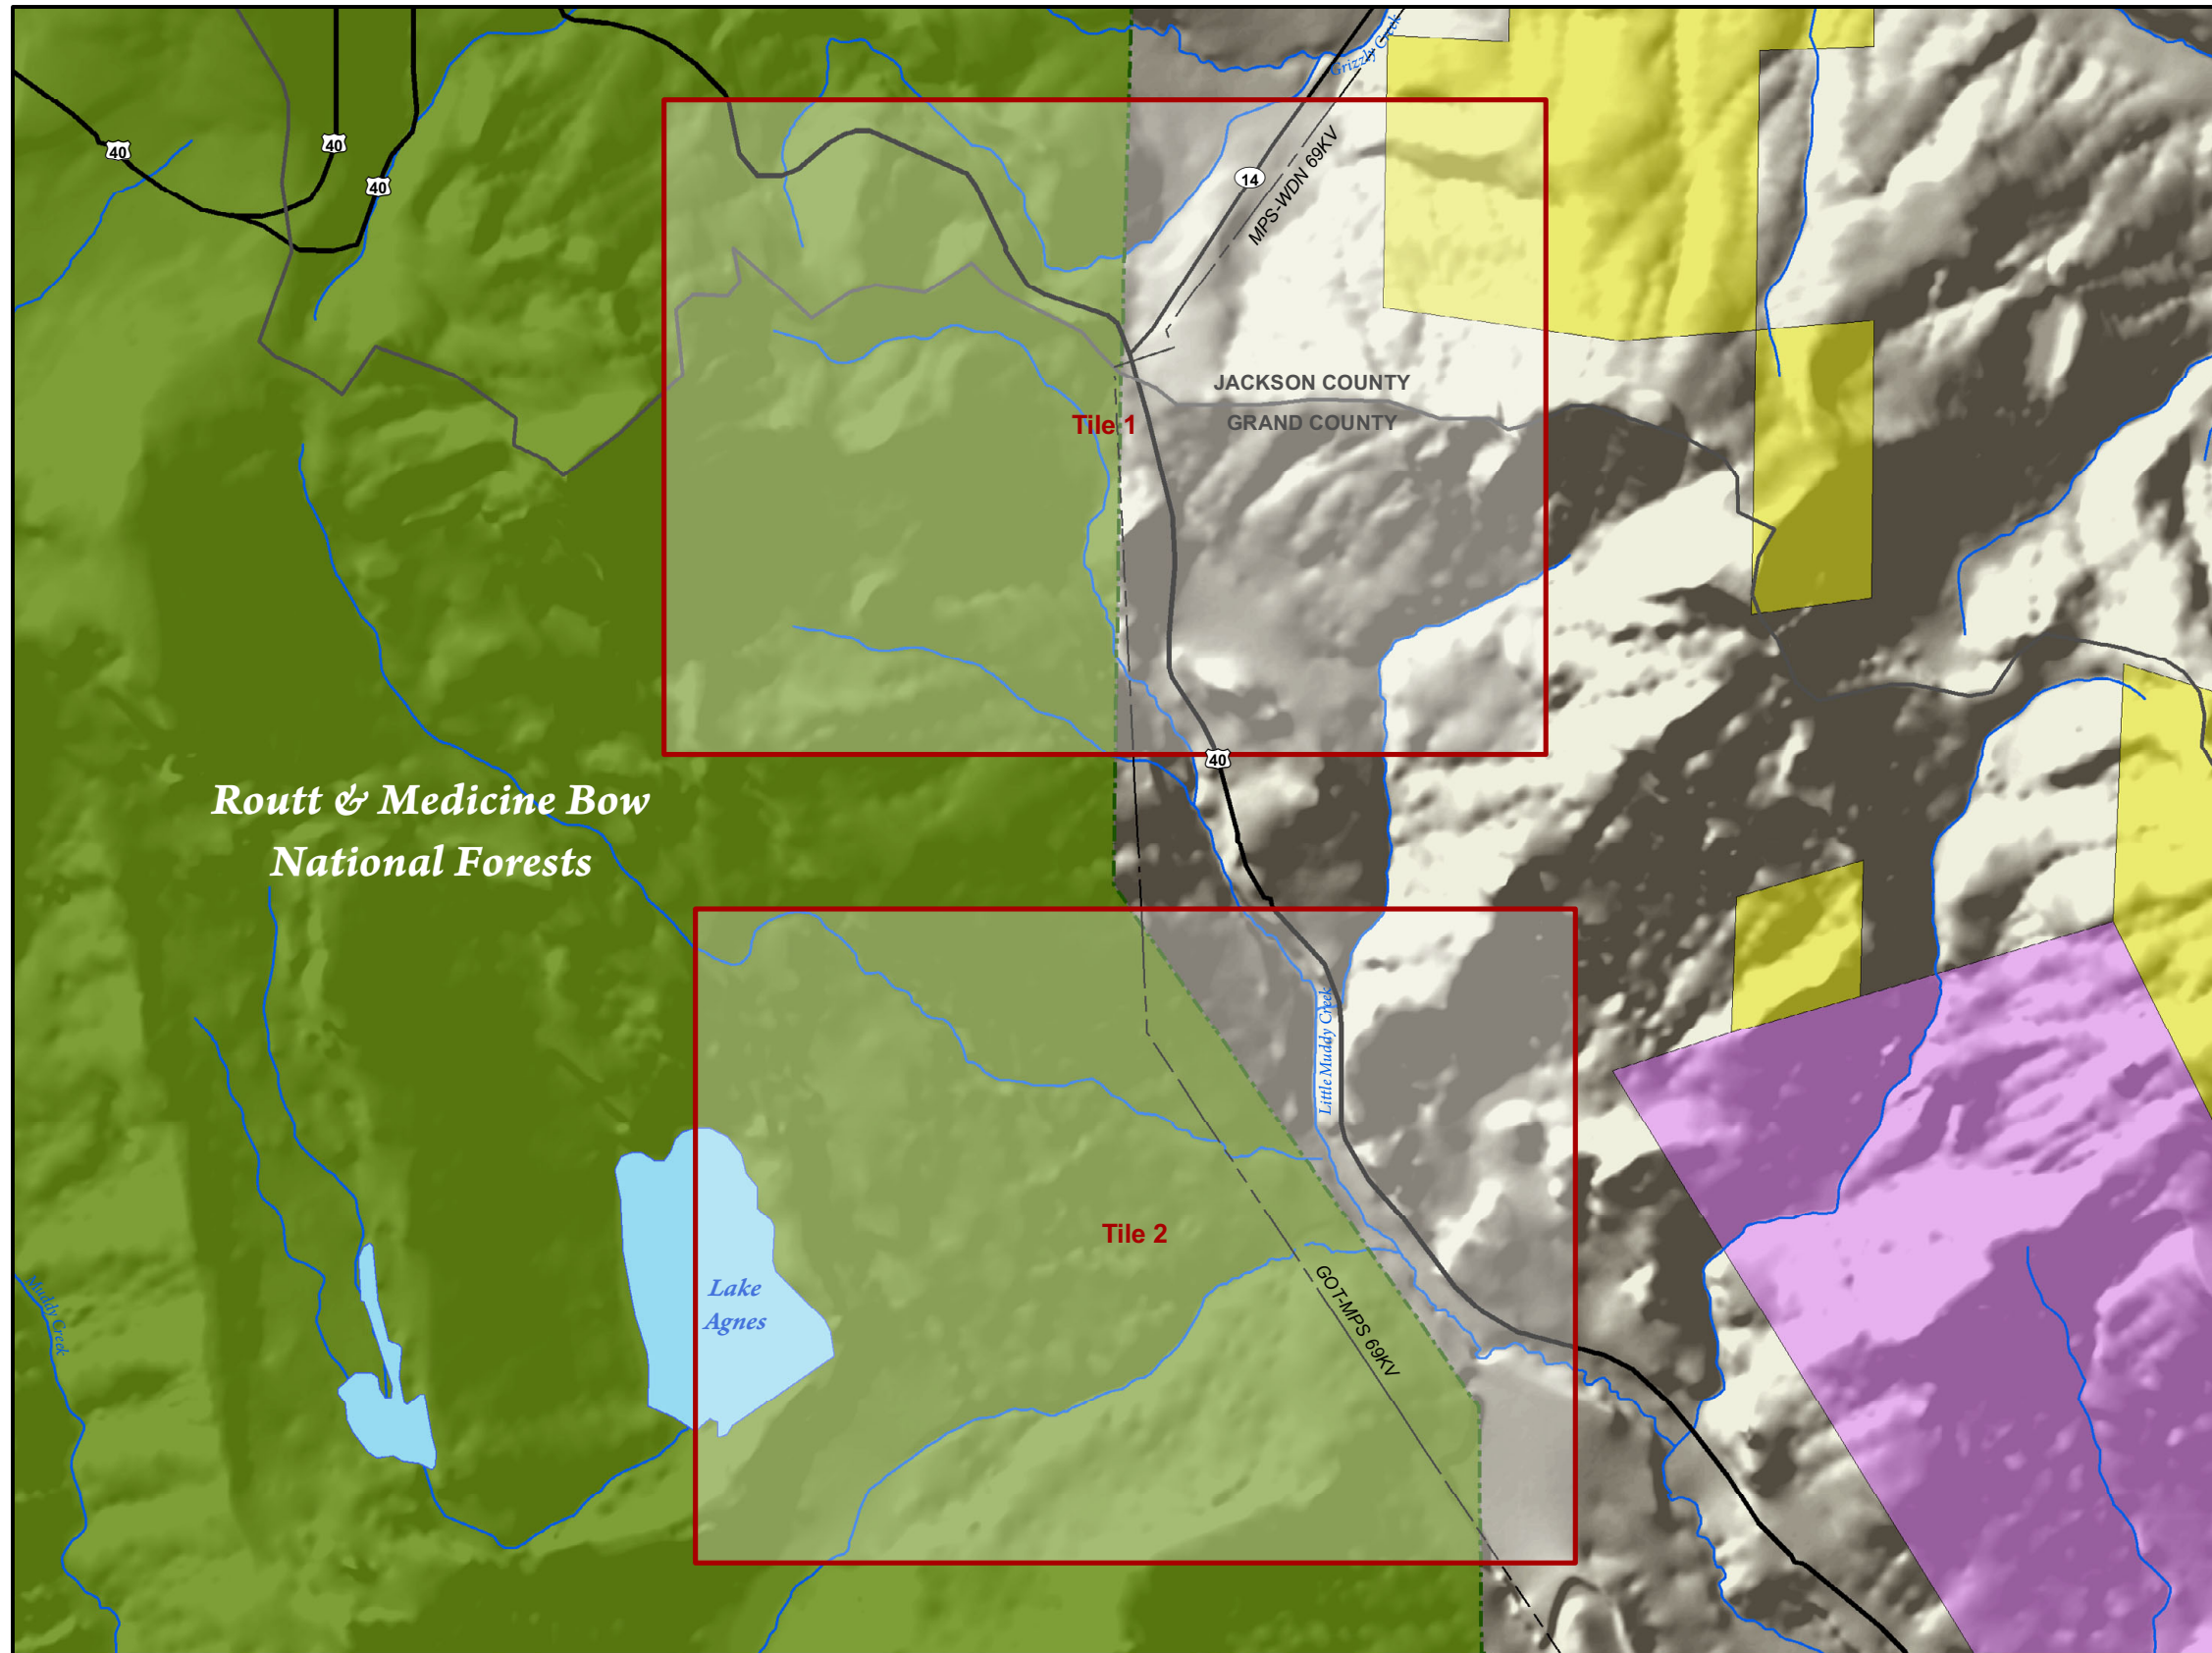 Grizzly Creek
40
40
40
14
MPS-WDN 69KV
JACKSON COUNTY
GRAND COUNTY
Tile 1
40
Routt & Medicine Bow
National Forests
Little Muddy Creek
Tile 2
Lake
Agnes
GOT-MPS 69KV
Muddy Creek